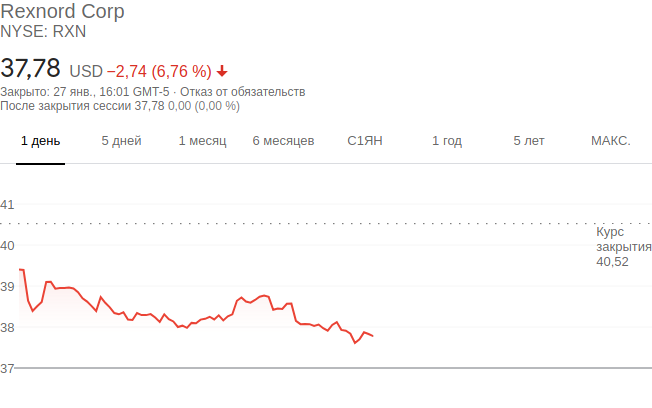 Rexnord Corp
NYSE: RXN
37,78 USD −2,74 (6,76 %)
Закрыто: 27 янв., 16:01 GMT-5 · Отказ от обязательств
После закрытия сессии 37,78 0,00 (0,00 %)
1 день 5 дней 1 месяц 6 месяцев С1ЯН 1 год 5 лет МАКС.
41
Курс
закрытия
40,52
40
39
38
37